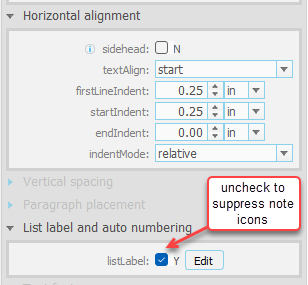 Horizontal alignment
sidehead: N
textAlign: start
firstLineIndent: 0.25 in
startIndent: 0.25 in
endIndent: 0.00 in
indentMode: relative
Vertical spacing
Paragraph placement
uncheck to
suppress note
icons
List label and auto numbering
listLabel: Y Edit